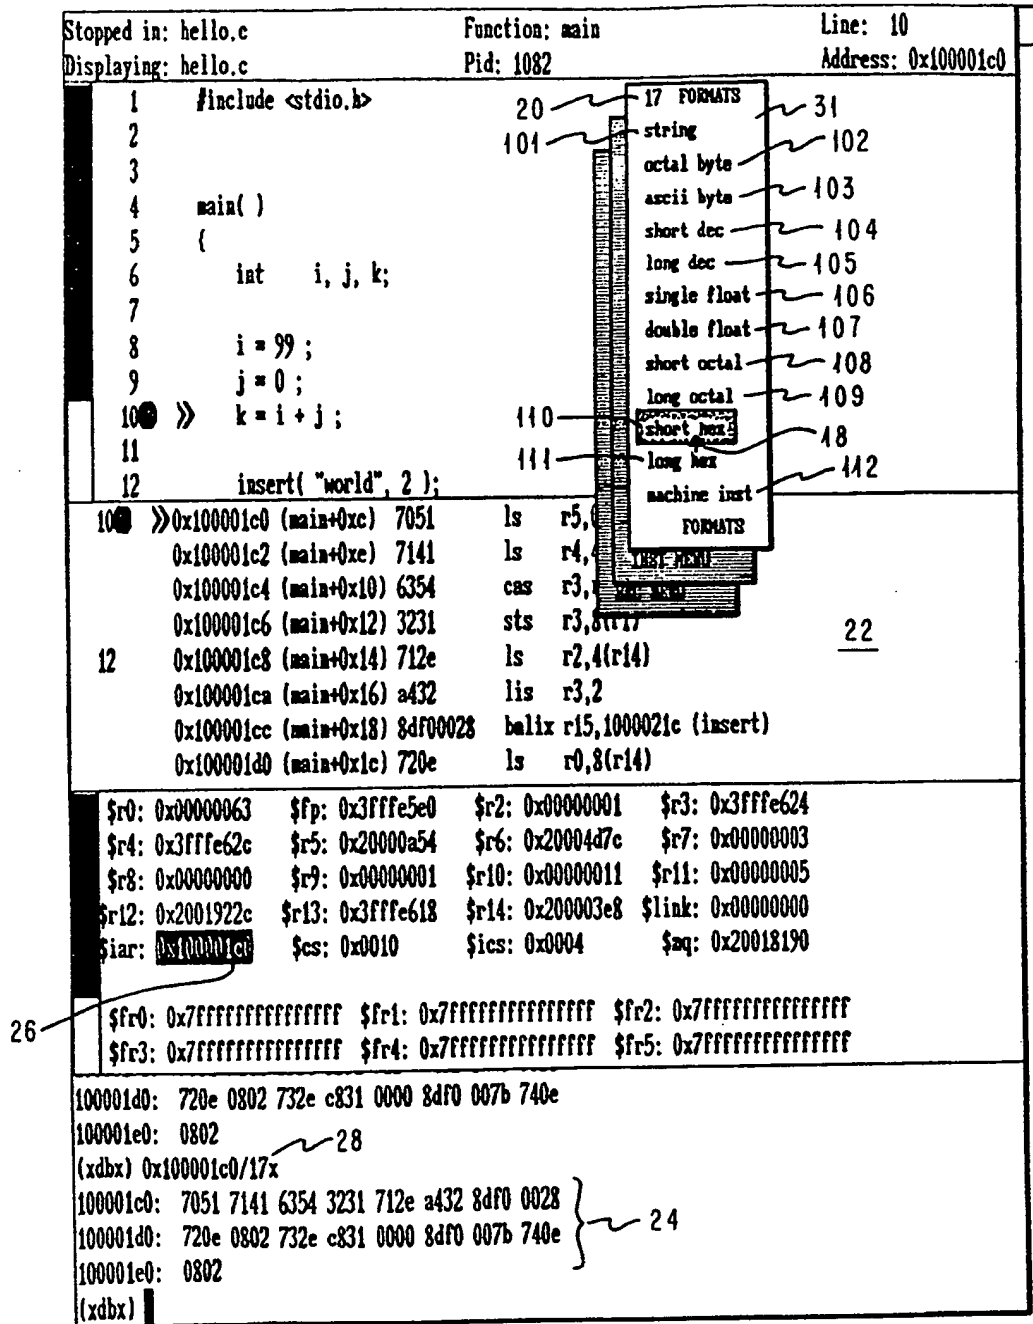 Stopped in: hello.c Function: main Line: 10
Displaying: hello.c Pid: 1082 Address: 0x100001c0
1 #include <stdio.h>
2
3
4 main( )
5 {
6 int i, j, k;
7
8 i = 99 ;
9 j = 0 ;
10 » k = i + j ;
11
12 insert( "world", 2 );
20 17 FORMATS 31
101 string
octal byte 102
ascii byte 103
short dec 104
long dec 105
single float 106
double float 107
short octal 108
long octal 109
110 short hex 18
111 long hex
machine inst 112
FORMATS
INST MENU
MENU
10 »0x100001c0 (main+0xc) 7051 ls r5,
0x100001c2 (main+0xe) 7141 ls r4,
0x100001c4 (main+0x10) 6354 cas r3,
0x100001c6 (main+0x12) 3231 sts r3,8(r1)
12 0x100001c8 (main+0x14) 712e ls r2,4(r14)
0x100001ca (main+0x16) a432 lis r3,2
0x100001cc (main+0x18) 8df00028 balix r15,1000021c (insert)
0x100001d0 (main+0x1c) 720e ls r0,8(r14)
22
$r0: 0x00000063 $fp: 0x3fffe5e0 $r2: 0x00000001 $r3: 0x3fffe624
$r4: 0x3fffe62c $r5: 0x20000a54 $r6: 0x20004d7c $r7: 0x00000003
$r8: 0x00000000 $r9: 0x00000001 $r10: 0x00000011 $r11: 0x00000005
$r12: 0x2001922c $r13: 0x3fffe618 $r14: 0x200003e8 $link: 0x00000000
$iar: 0x100001c0 $cs: 0x0010 $ics: 0x0004 $mq: 0x20018190
26
$fr0: 0x7fffffffffffffff $fr1: 0x7fffffffffffffff $fr2: 0x7fffffffffffffff
$fr3: 0x7fffffffffffffff $fr4: 0x7fffffffffffffff $fr5: 0x7fffffffffffffff
100001d0: 720e 0802 732e c831 0000 8df0 007b 740e
100001e0: 0802
(xdbx) 0x100001c0/17x 28
100001c0: 7051 7141 6354 3231 712e a432 8df0 0028
100001d0: 720e 0802 732e c831 0000 8df0 007b 740e
100001e0: 0802
24
(xdbx)